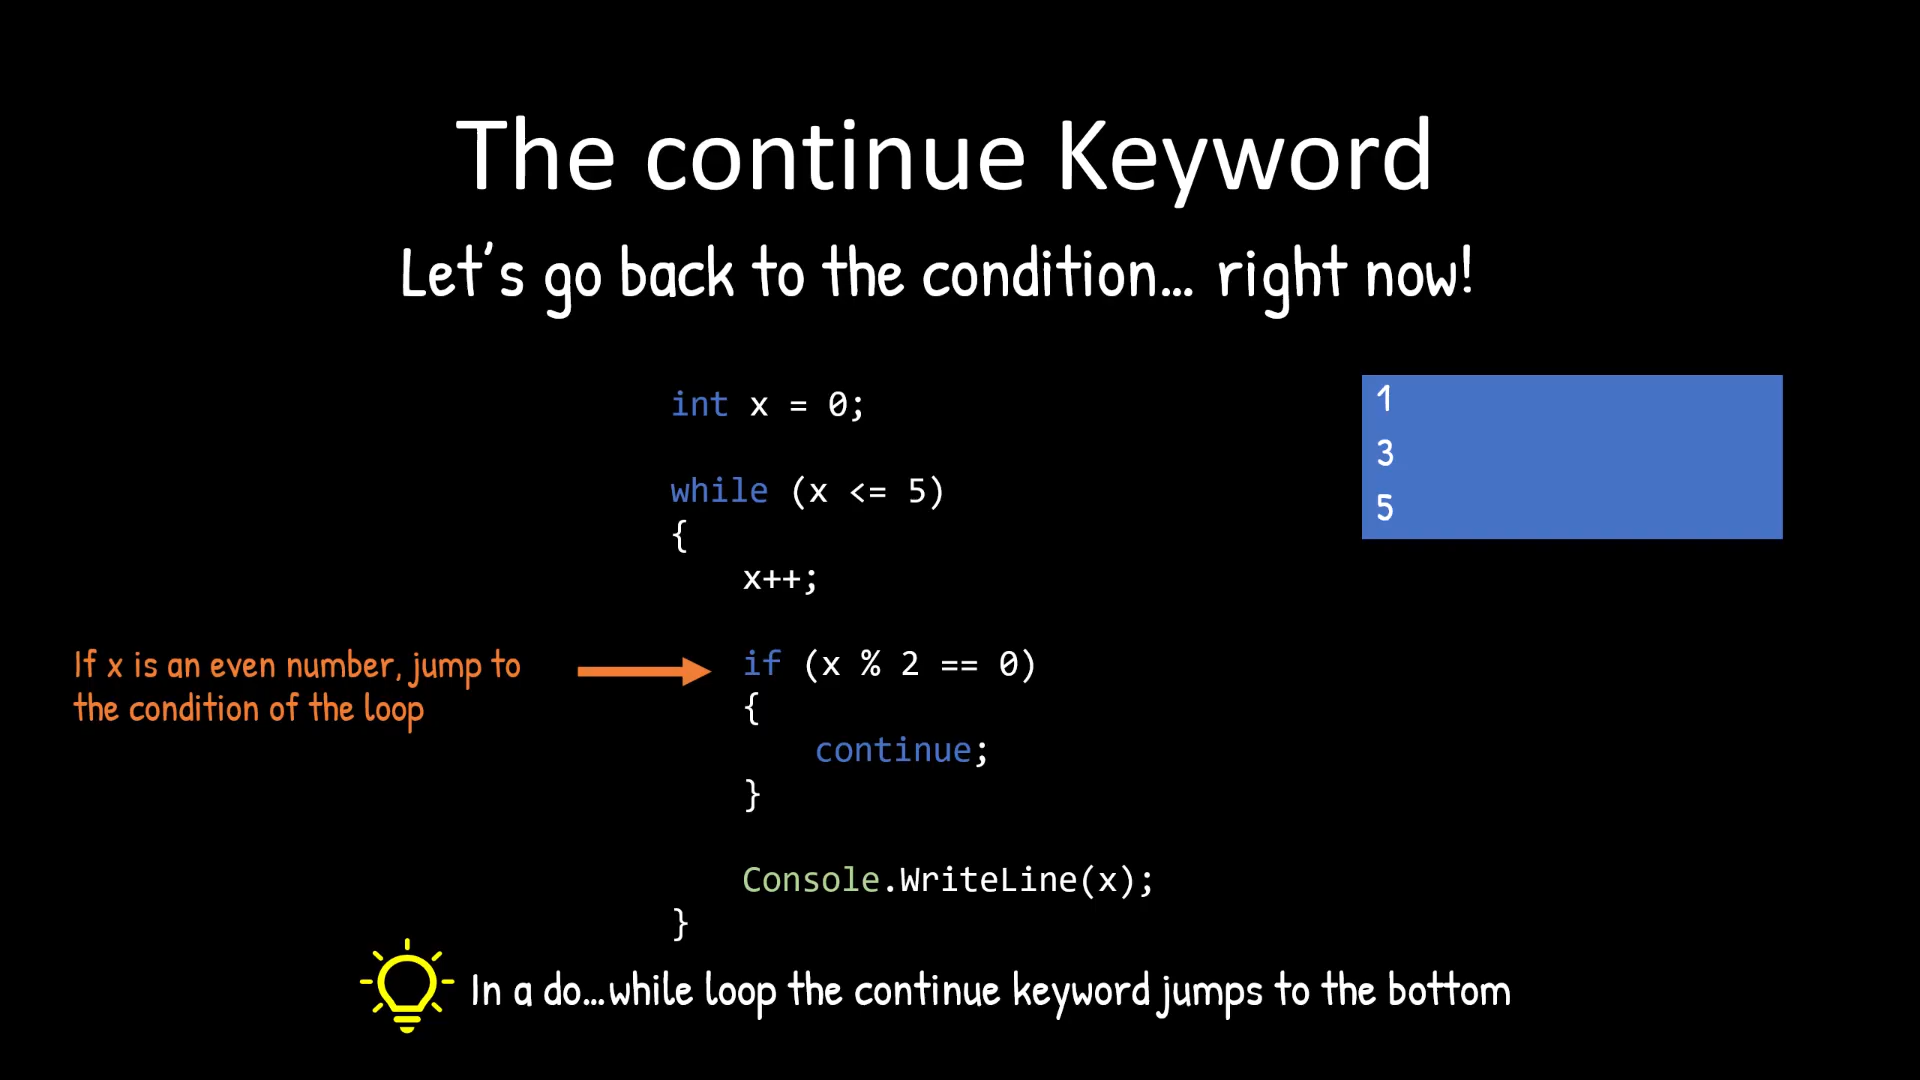 The continue Keyword
Let's go back to the condition... right now!
int x = 0;
while (x <= 5)
{
x++;
If x is an even number, jump to
the condition of the loop
if (x % 2 == 0)
{
continue;
}
Console.WriteLine(x);
}
1
3
5
In a do...while loop the continue keyword jumps to the bottom